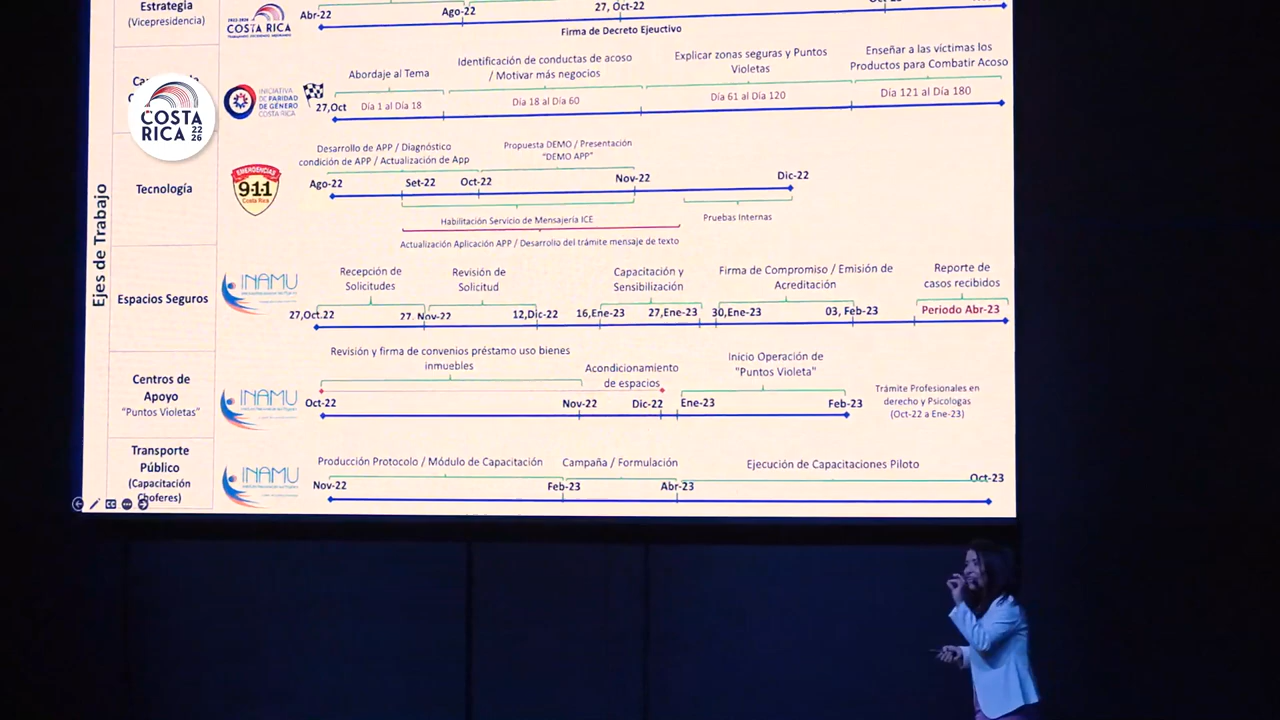 Estrategia
(Vicepresidencia)
2022-2026
COSTA RICA
Abr-22
Ago-22
27, Oct-22
Firma de Decreto Ejeuctivo
COSTA
RICA 22
26
INICIATIVA
DE PARIDAD
DE GÉNERO
COSTA RICA
27,Oct
Abordaje al Tema
Día 1 al Día 18
Identificación de conductas de acoso
/ Motivar más negocios
Día 18 al Día 60
Explicar zonas seguras y Puntos
Violetas
Día 61 al Día 120
Enseñar a las víctimas los
Productos para Combatir Acoso
Día 121 al Día 180
Ejes de Trabajo
Tecnología
EMERGENCIAS
911
Costa Rica
Desarrollo de APP / Diagnóstico
condición de APP / Actualización de App
Propuesta DEMO / Presentación
"DEMO APP"
Ago-22
Set-22
Oct-22
Nov-22
Dic-22
Habilitación Servicio de Mensajería ICE
Pruebas Internas
Actualización Aplicación APP / Desarrollo del trámite mensaje de texto
Espacios Seguros
INAMU
Recepción de
Solicitudes
Revisión de
Solicitud
Capacitación y
Sensibilización
Firma de Compromiso / Emisión de
Acreditación
Reporte de
casos recibidos
27,Oct.22
27. Nov-22
12,Dic-22
16,Ene-23
27,Ene-23
30,Ene-23
03, Feb-23
Periodo Abr-23
Centros de
Apoyo
"Puntos Violetas"
INAMU
Revisión y firma de convenios préstamo uso bienes
inmuebles
Acondicionamiento
de espacios
Inicio Operación de
"Puntos Violeta"
Oct-22
Nov-22
Dic-22
Ene-23
Feb-23
Trámite Profesionales en
derecho y Psicologas
(Oct-22 a Ene-23)
Transporte
Público
(Capacitación
Choferes)
INAMU
Producción Protocolo / Módulo de Capacitación
Campaña / Formulación
Ejecución de Capacitaciones Piloto
Nov-22
Feb-23
Abr-23
Oct-23